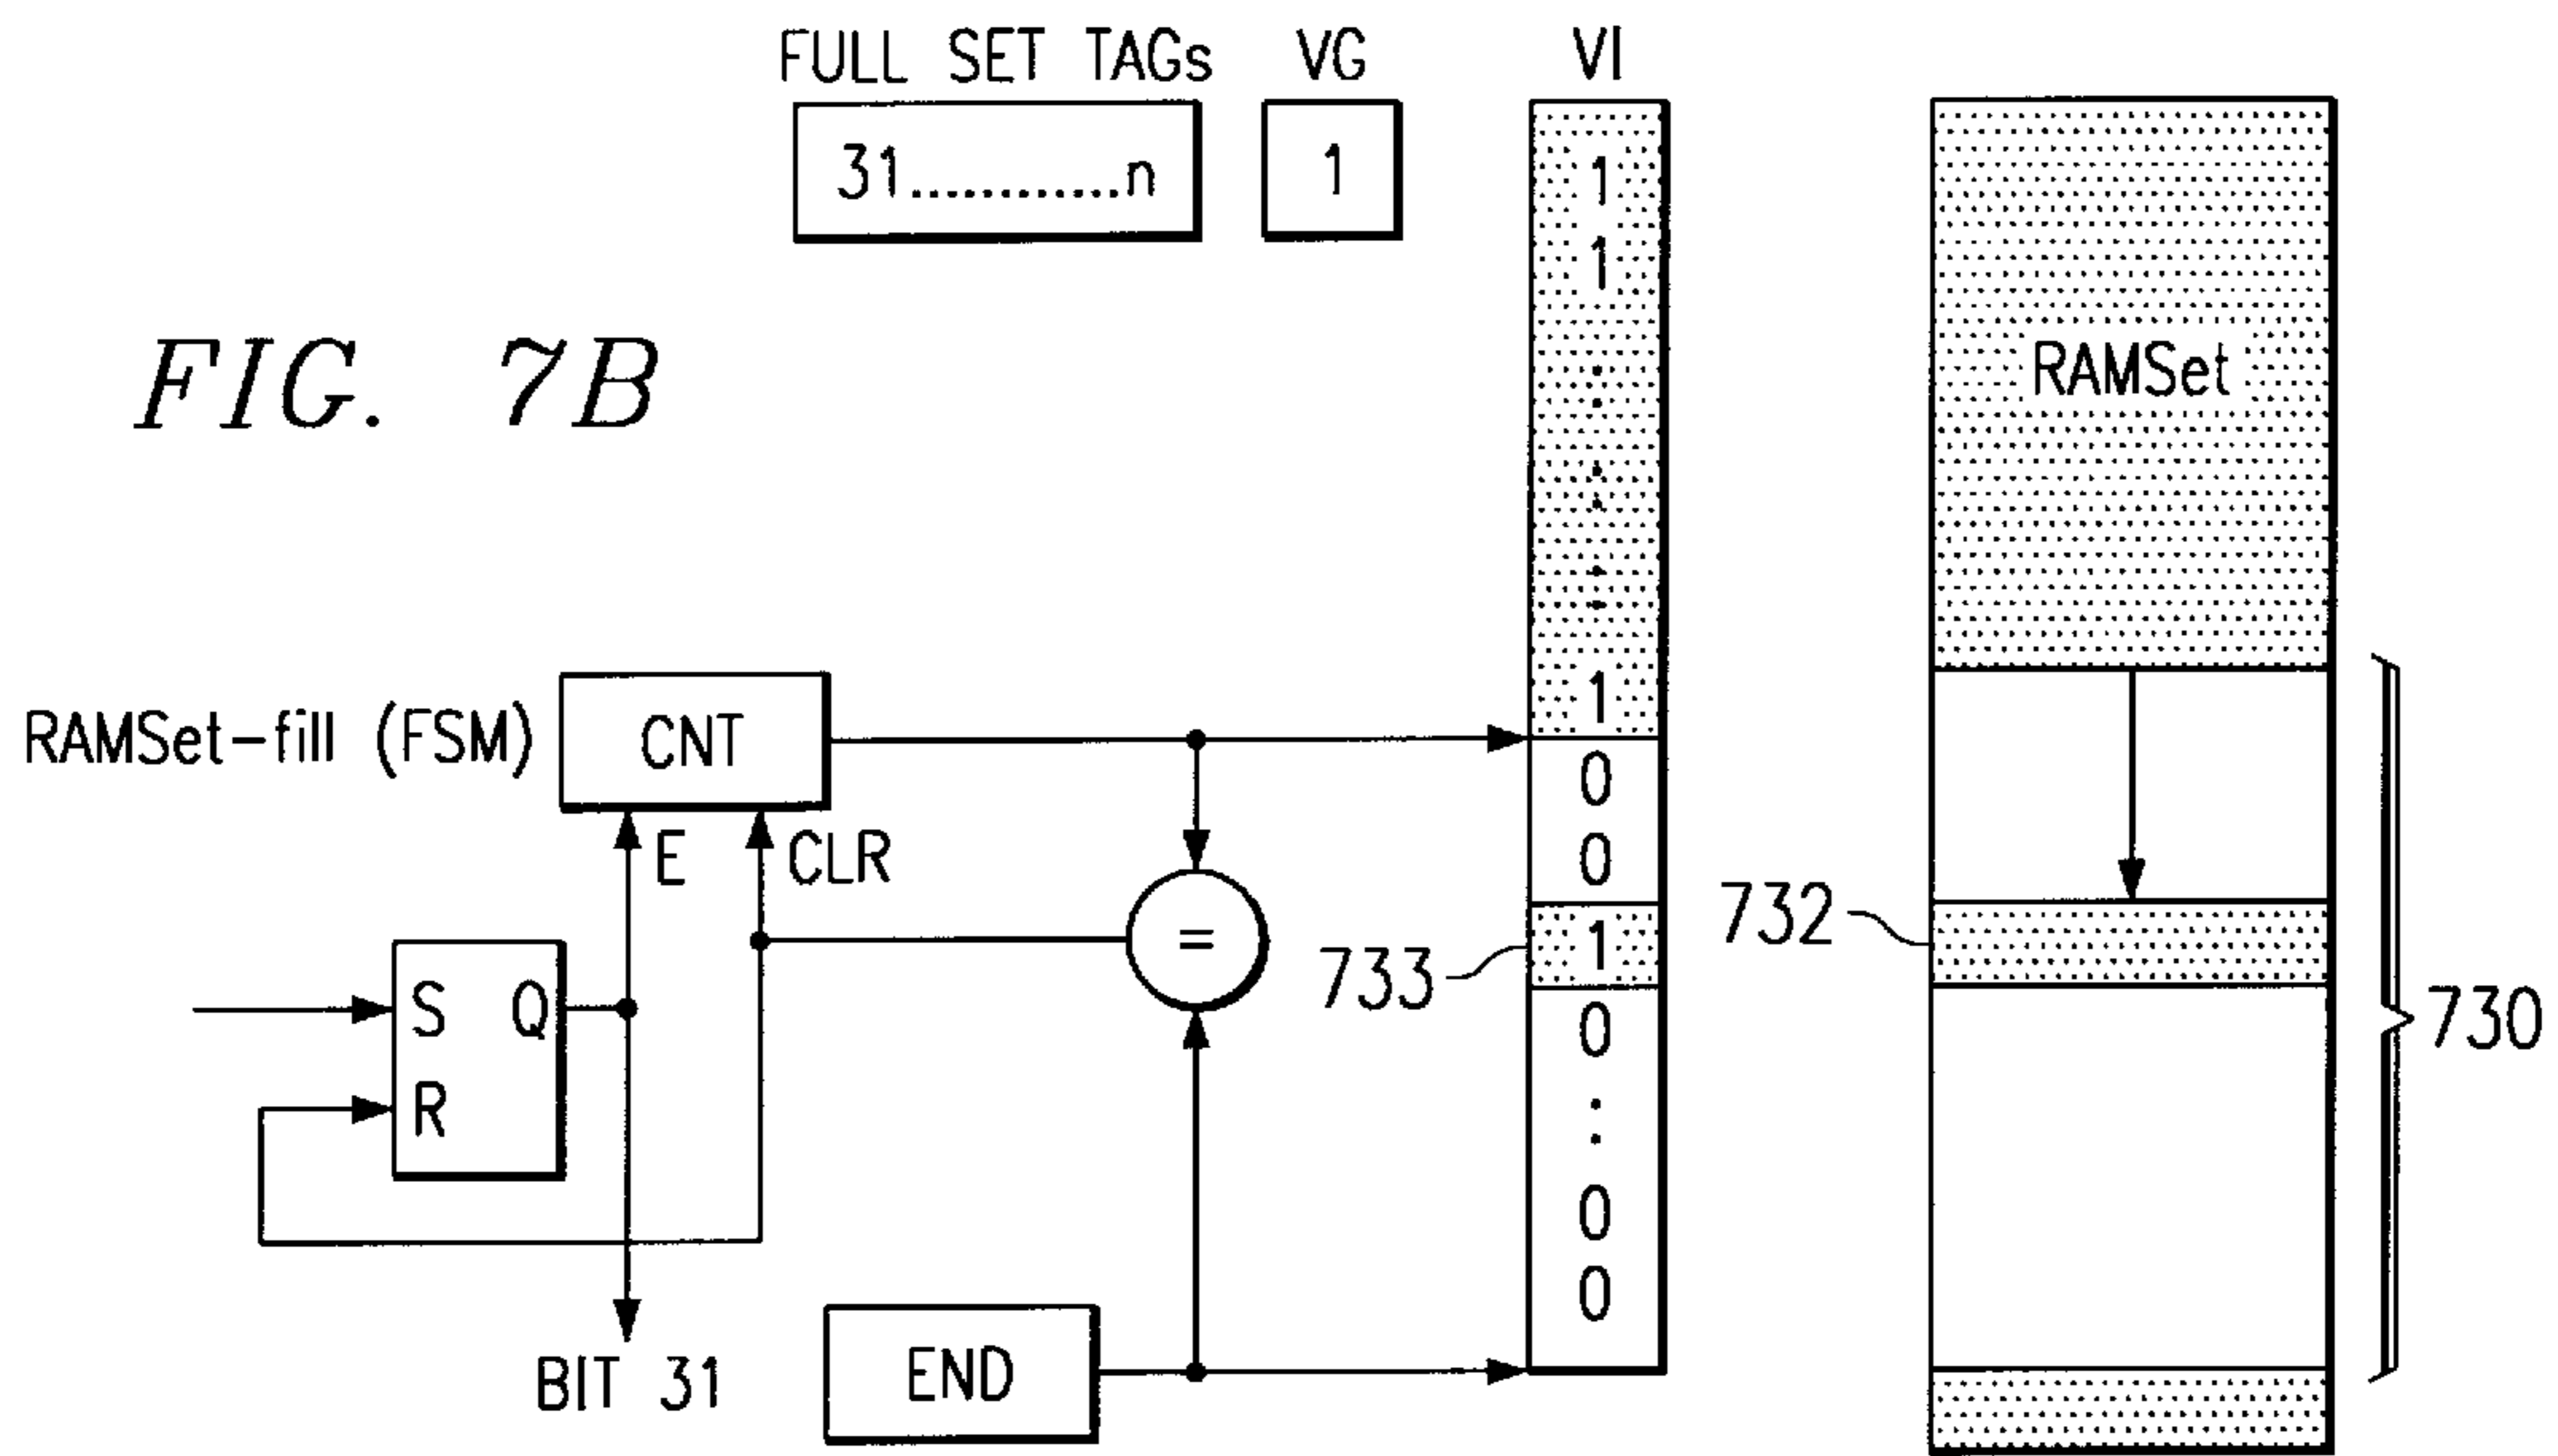 FULL SET TAGs VG VI
31............n 1
FIG. 7B
1
1
RAMSet
1
RAMSet-fill (FSM) CNT
0
0
E CLR
732
733 1
=
S Q
R
0
730
0
0
BIT 31
END